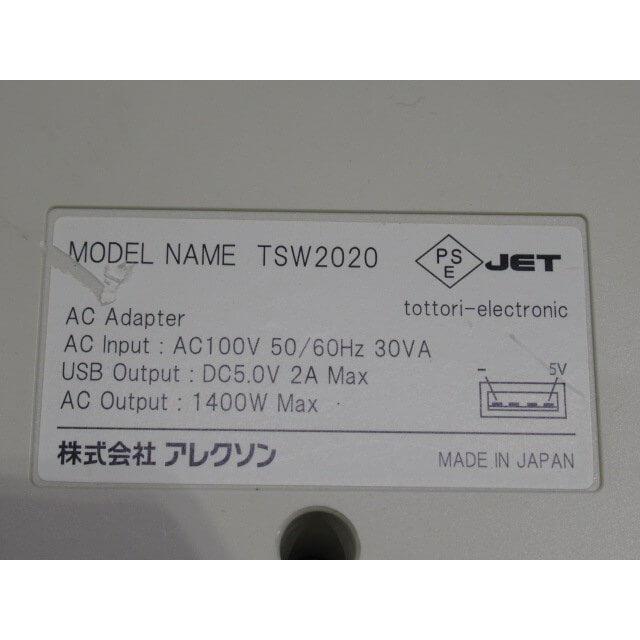 MODEL NAME TSW2020
PS
E
JET
tottori-electronic
AC Adapter
AC Input : AC100V 50/60Hz 30VA
USB Output : DC5.0V 2A Max
AC Output : 1400W Max
− 5V
株式会社 アレクソン
MADE IN JAPAN